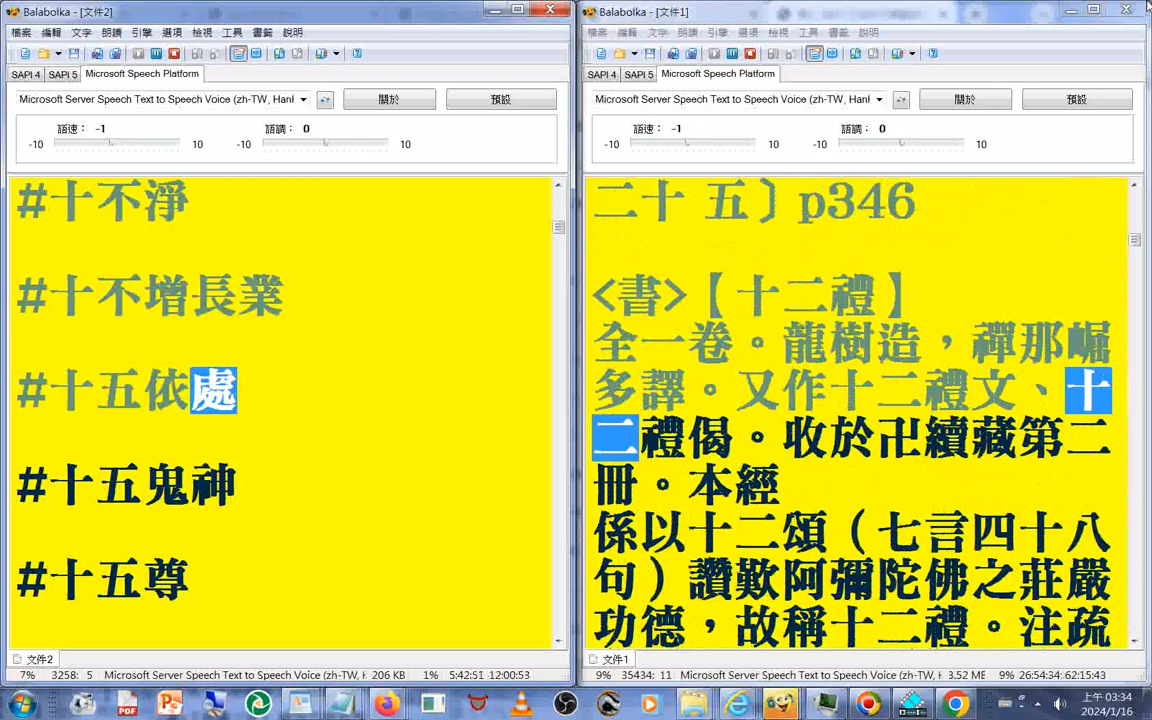 Balabolka - [文件2]
檔案 編輯 文字 朗讀 引擎 選項 檢視 工具 書籤 說明
SAPI 4 SAPI 5 Microsoft Speech Platform
Microsoft Server Speech Text to Speech Voice (zh-TW, Hanl
關於 預設
語速： -1 語調： 0
-10 10 -10 10
#十不淨
#十不增長業
#十五依處
#十五鬼神
#十五尊
文件2
7% 3258: 5 Microsoft Server Speech Text to Speech Voice (zh-TW, H 206 KB 1% 5:42:51 12:00:53
Balabolka - [文件1]
檔案 編輯 文字 朗讀 引擎 選項 檢視 工具 書籤 說明
SAPI 4 SAPI 5 Microsoft Speech Platform
Microsoft Server Speech Text to Speech Voice (zh-TW, Hanl
關於 預設
語速： -1 語調： 0
-10 10 -10 10
二十 五〕p346
<書>【十二禮】
全一卷。龍樹造，禪那崛
多譯。又作十二禮文、十
二禮偈。收於卍續藏第二
冊。本經
係以十二頌（七言四十八
句）讚歎阿彌陀佛之莊嚴
功德，故稱十二禮。注疏
文件1
9% 35434: 11 Microsoft Server Speech Text to Speech Voice (zh-TW, H 3.52 MB 9% 26:54:34 62:15:43
上午 03:34
2024/1/16